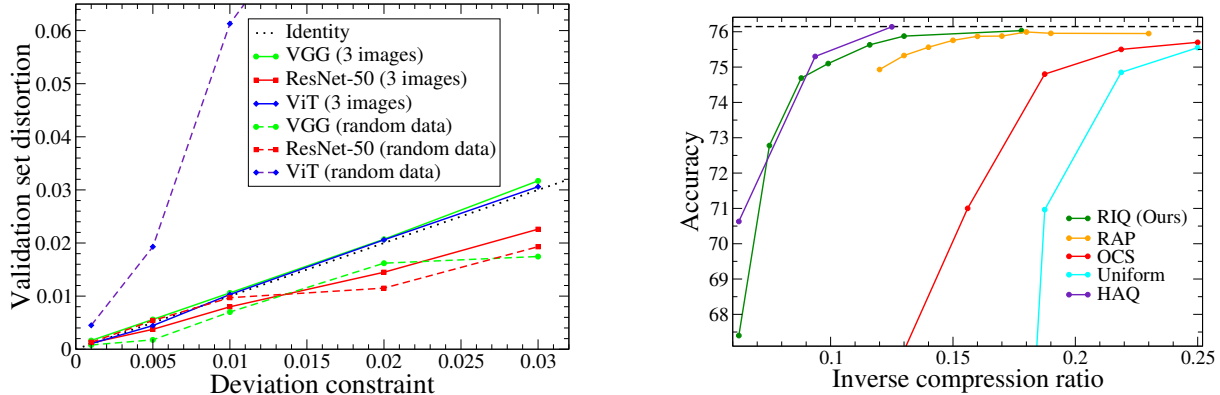 0.06
0.05
0.04
0.03
0.02
0.01
0
Validation set distortion
Identity
VGG (3 images)
ResNet-50 (3 images)
ViT (3 images)
VGG (random data)
ResNet-50 (random data)
ViT (random data)
0 0.005 0.01 0.015 0.02 0.025 0.03
Deviation constraint
76
75
74
73
72
71
70
69
68
Accuracy
RIQ (Ours)
RAP
OCS
Uniform
HAQ
0.1 0.15 0.2 0.25
Inverse compression ratio